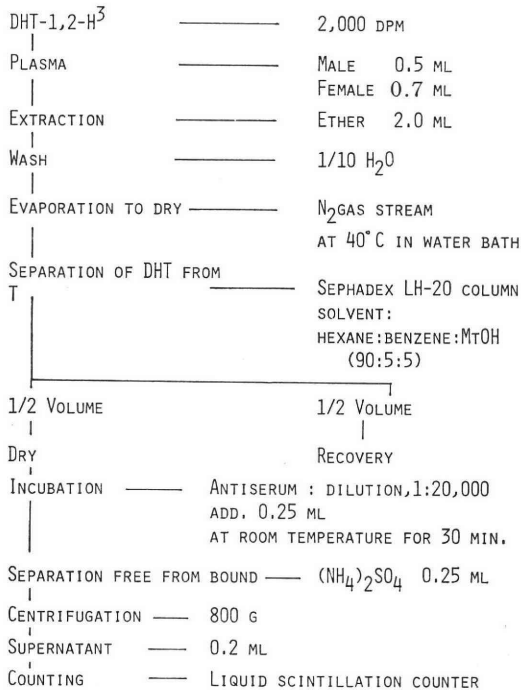 DHT-1,2-H³ 2,000 DPM
PLASMA MALE 0.5 ML
FEMALE 0.7 ML
EXTRACTION ETHER 2.0 ML
WASH 1/10 H₂O
EVAPORATION TO DRY N₂GAS STREAM
AT 40°C IN WATER BATH
SEPARATION OF DHT FROM
T SEPHADEX LH-20 COLUMN
SOLVENT:
HEXANE:BENZENE:MTOH
(90:5:5)
1/2 VOLUME 1/2 VOLUME
DRY RECOVERY
INCUBATION ANTISERUM : DILUTION,1:20,000
ADD. 0.25 ML
AT ROOM TEMPERATURE FOR 30 MIN.
SEPARATION FREE FROM BOUND (NH₄)₂SO₄ 0.25 ML
CENTRIFUGATION 800 G
SUPERNATANT 0.2 ML
COUNTING LIQUID SCINTILLATION COUNTER